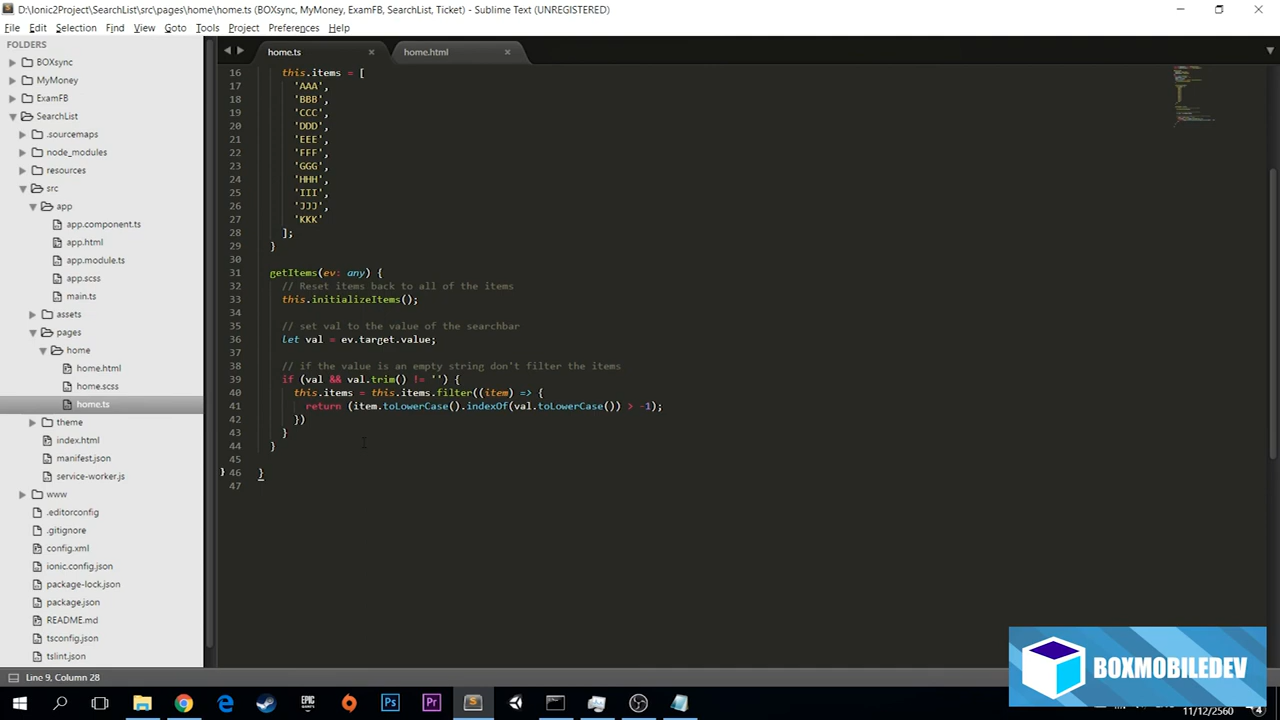 D:\Ionic2Project\SearchList\src\pages\home\home.ts (BOXsync, MyMoney, ExamFB, SearchList, Ticket) - Sublime Text (UNREGISTERED)
File Edit Selection Find View Goto Tools Project Preferences Help
FOLDERS
BOXsync
MyMoney
ExamFB
SearchList
.sourcemaps
node_modules
resources
src
app
app.component.ts
app.html
app.module.ts
app.scss
main.ts
assets
pages
home
home.html
home.scss
home.ts
theme
index.html
manifest.json
service-worker.js
www
.editorconfig
.gitignore
config.xml
ionic.config.json
package-lock.json
package.json
README.md
tsconfig.json
tslint.json
home.ts
home.html
16 this.items = [
17 'AAA',
18 'BBB',
19 'CCC',
20 'DDD',
21 'EEE',
22 'FFF',
23 'GGG',
24 'HHH',
25 'III',
26 'JJJ',
27 'KKK'
28 ];
29 }
30
31 getItems(ev: any) {
32 // Reset items back to all of the items
33 this.initializeItems();
34
35 // set val to the value of the searchbar
36 let val = ev.target.value;
37
38 // if the value is an empty string don't filter the items
39 if (val && val.trim() != '') {
40 this.items = this.items.filter((item) => {
41 return (item.toLowerCase().indexOf(val.toLowerCase()) > -1);
42 })
43 }
44 }
45
46 }
47
Line 9, Column 28
BOXMOBILEDEV
EPIC GAMES
Ps
Pr
S
11/12/2560
4